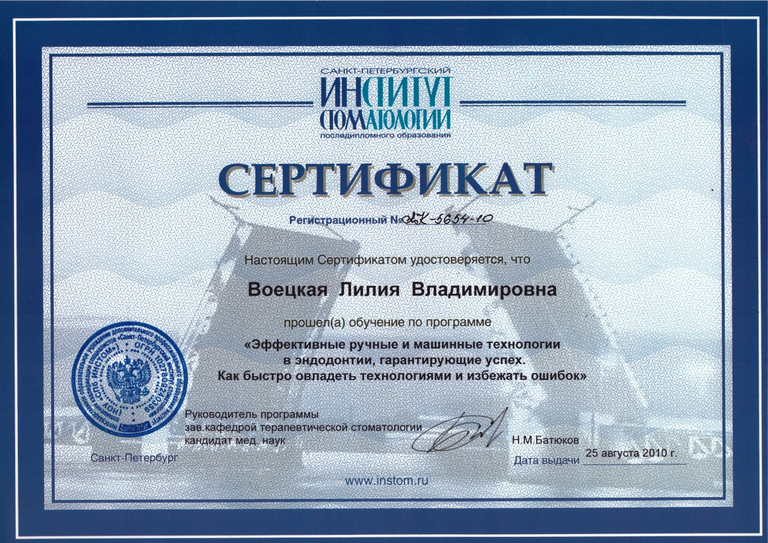 САНКТ-ПЕТЕРБУРГСКИЙ
ИНСТИТУТ
СТОМАТОЛОГИИ
последипломного образования
СЕРТИФИКАТ
Регистрационный № -5654-10
Настоящим Сертификатом удостоверяется, что
Воецкая Лилия Владимировна
прошел(а) обучение по программе
«Эффективные ручные и машинные технологии
в эндодонтии, гарантирующие успех.
Как быстро овладеть технологиями и избежать ошибок»
Руководитель программы
зав.кафедрой терапевтической стоматологии
кандидат мед. наук
Н.М.Батюков
Санкт-Петербург
Дата выдачи 25 августа 2010 г.
www.instom.ru